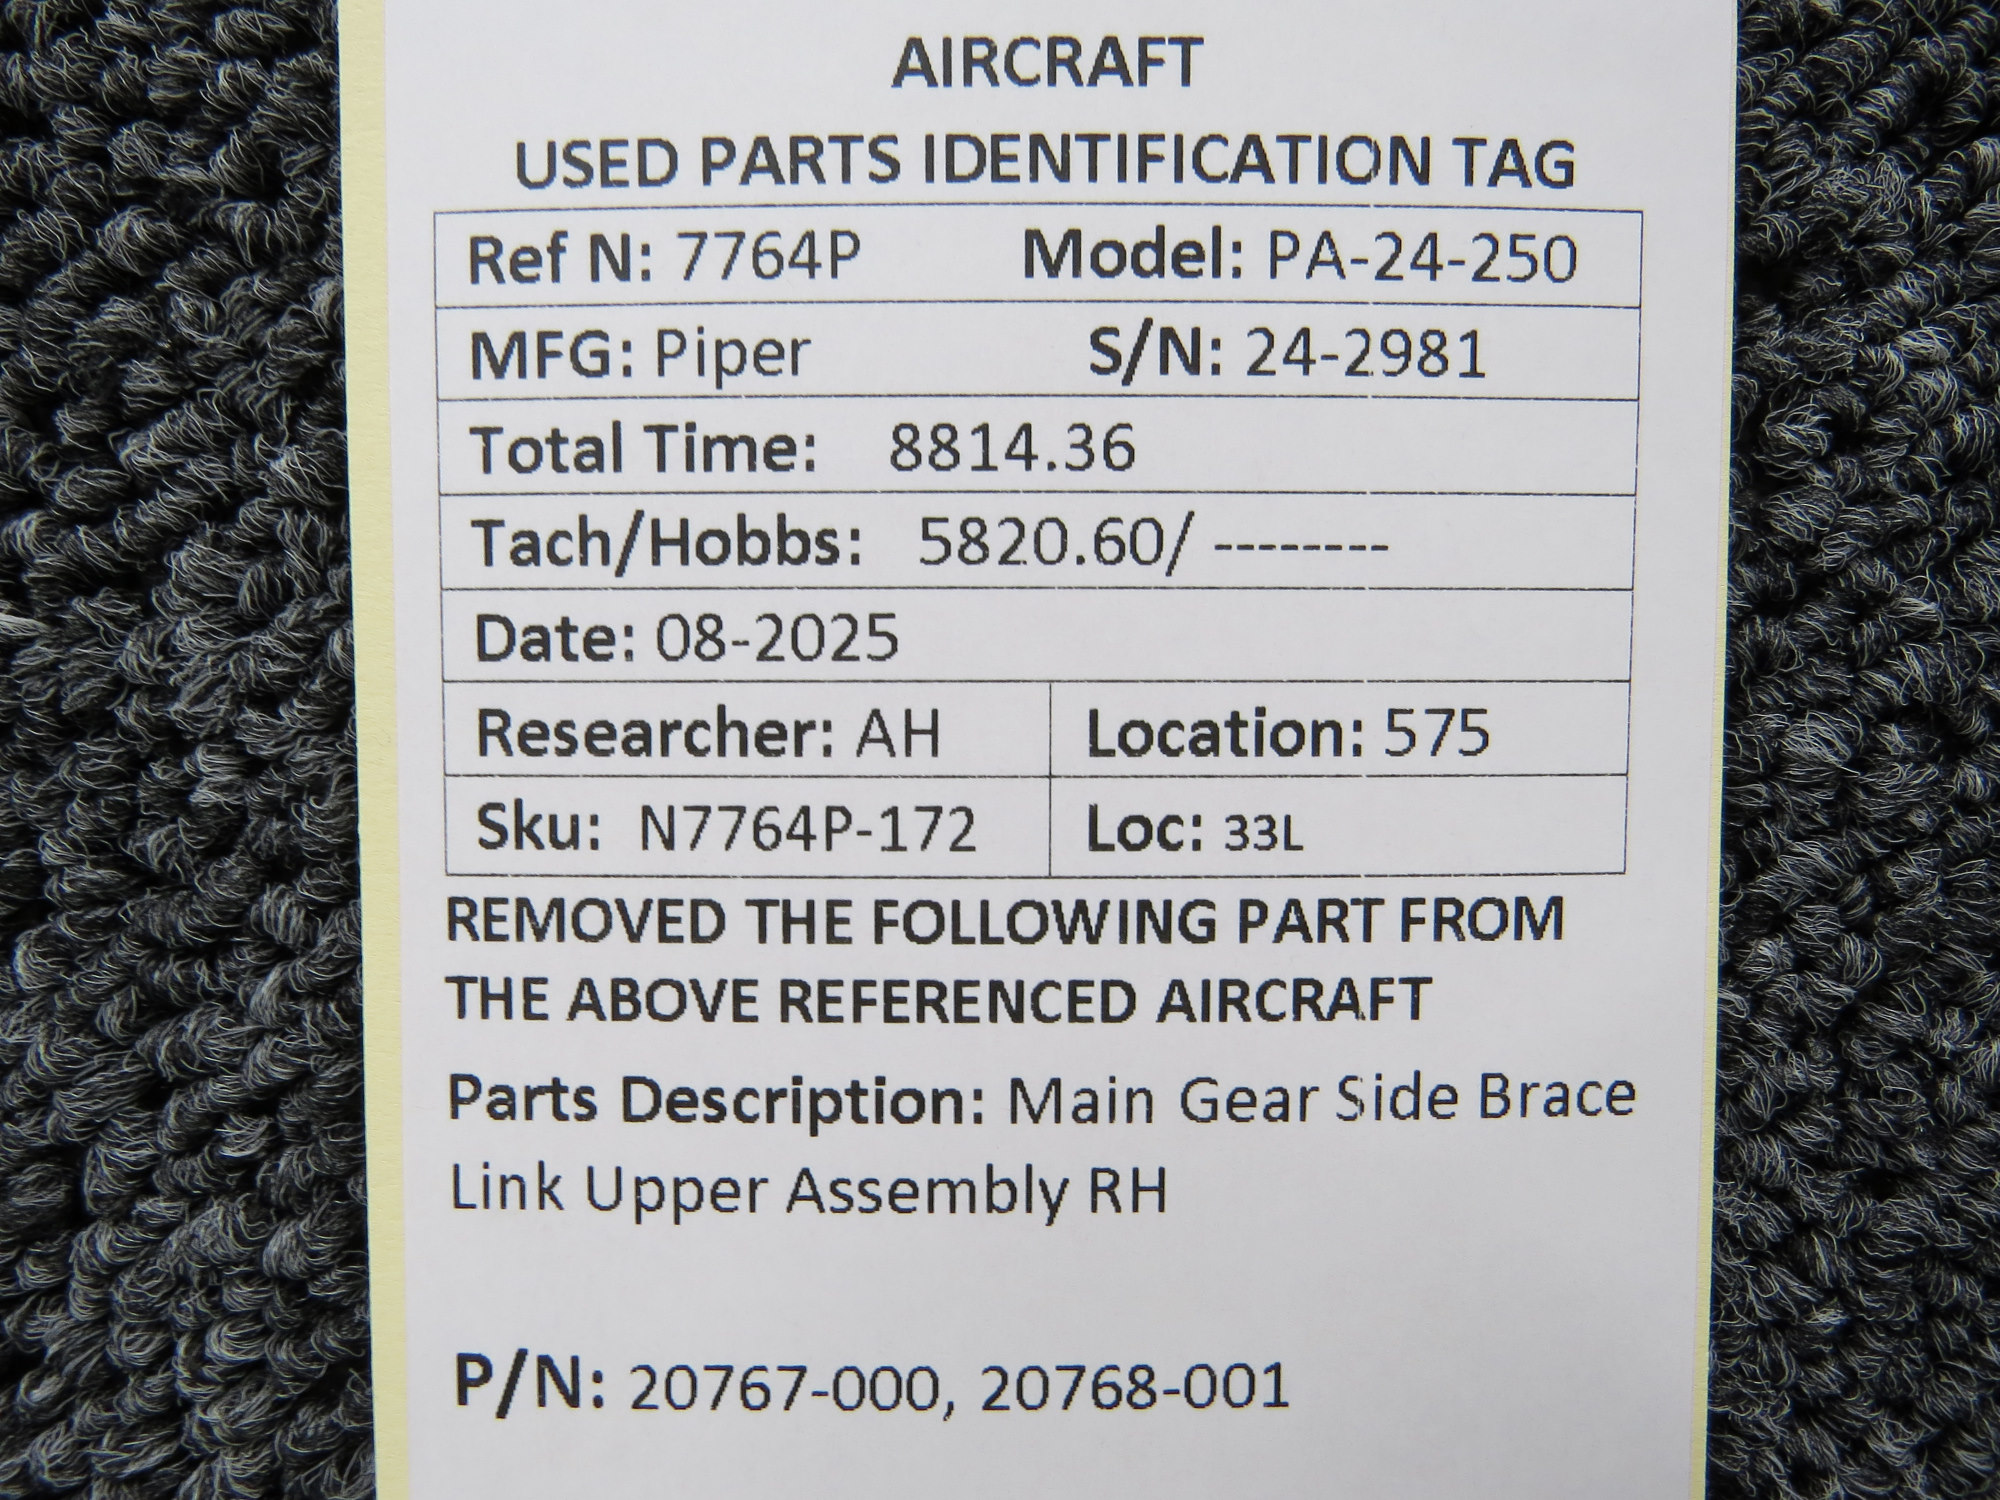 AIRCRAFT
USED PARTS IDENTIFICATION TAG
Ref N: 7764P Model: PA-24-250
MFG: Piper S/N: 24-2981
Total Time: 8814.36
Tach/Hobbs: 5820.60/ --------
Date: 08-2025
Researcher: AH Location: 575
Sku: N7764P-172 Loc: 33L
REMOVED THE FOLLOWING PART FROM
THE ABOVE REFERENCED AIRCRAFT
Parts Description: Main Gear Side Brace
Link Upper Assembly RH
P/N: 20767-000, 20768-001